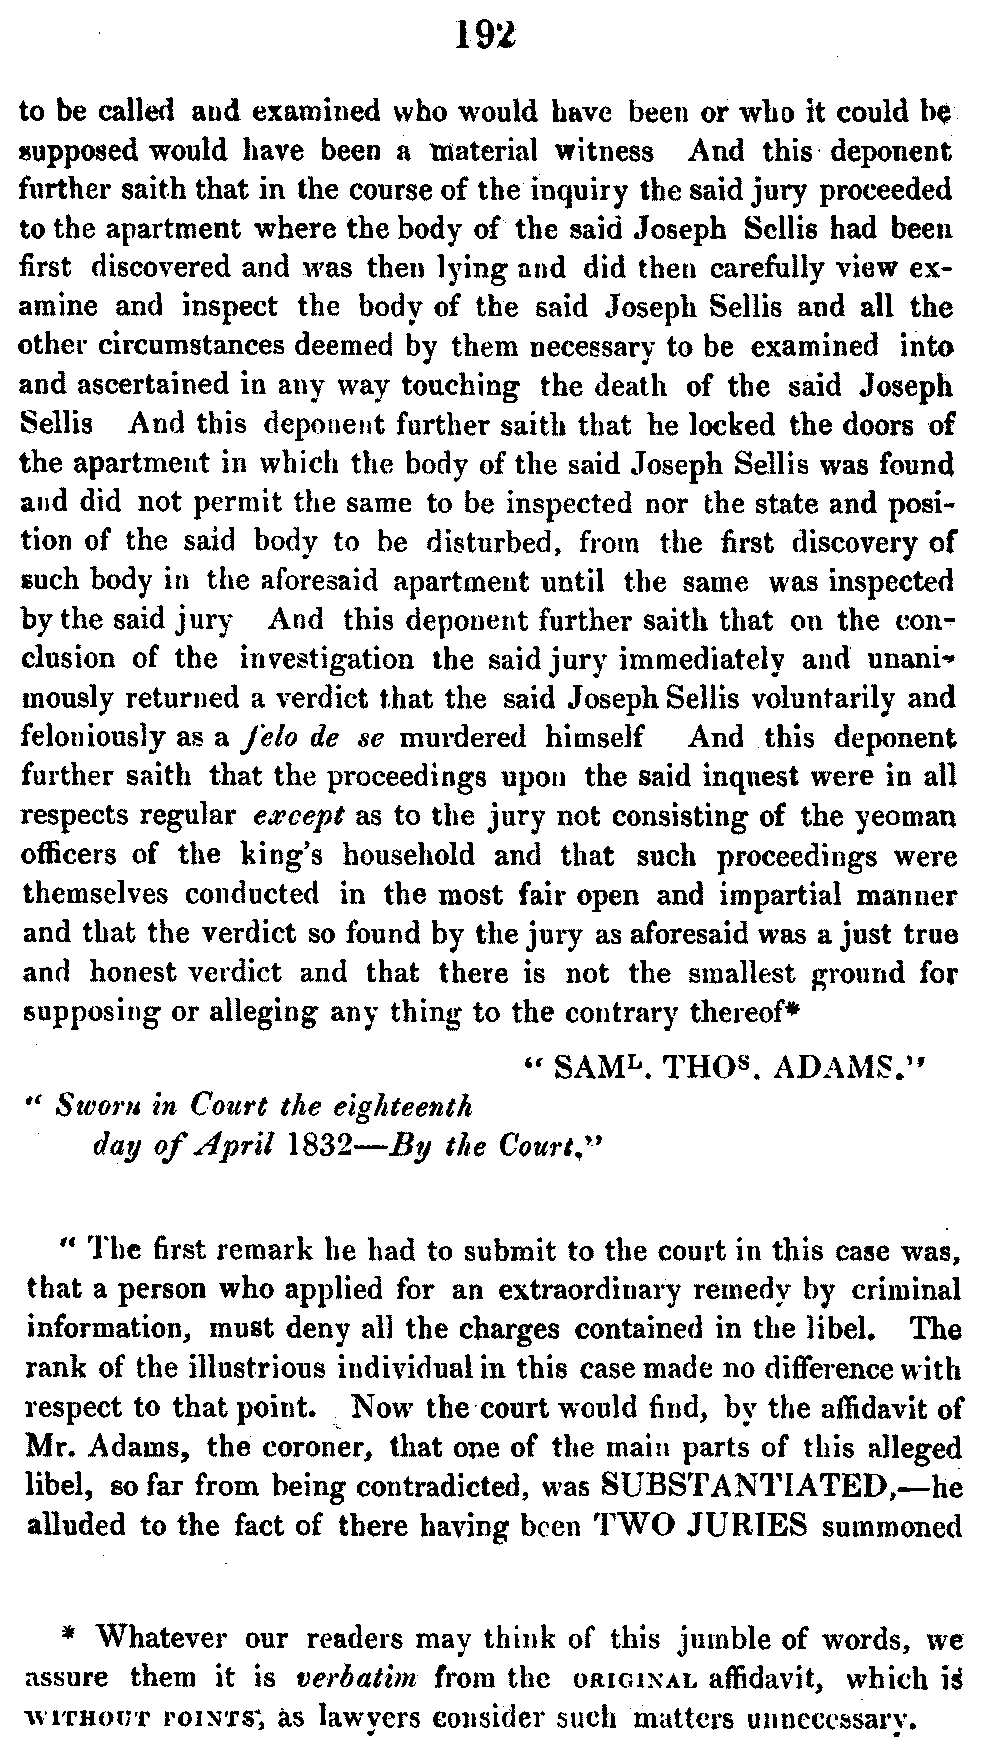 192
to be called and examined who would have been or who it could be
supposed would have been a material witness And this deponent
further saith that in the course of the inquiry the said jury proceeded
to the apartment where the body of the said Joseph Sellis had been
first discovered and was then lying and did then carefully view ex-
amine and inspect the body of the said Joseph Sellis and all the
other circumstances deemed by them necessary to be examined into
and ascertained in any way touching the death of the said Joseph
Sellis And this deponent further saith that he locked the doors of
the apartment in which the body of the said Joseph Sellis was found
and did not permit the same to be inspected nor the state and posi-
tion of the said body to be disturbed, from the first discovery of
such body in the aforesaid apartment until the same was inspected
by the said jury And this deponent further saith that on the con-
clusion of the investigation the said jury immediately and unani-
mously returned a verdict that the said Joseph Sellis voluntarily and
feloniously as a felo de se murdered himself And this deponent
further saith that the proceedings upon the said inquest were in all
respects regular except as to the jury not consisting of the yeoman
officers of the king's household and that such proceedings were
themselves conducted in the most fair open and impartial manner
and that the verdict so found by the jury as aforesaid was a just true
and honest verdict and that there is not the smallest ground for
supposing or alleging any thing to the contrary thereof*
“ SAMᴸ. THOˢ. ADAMS.”
“ Sworn in Court the eighteenth
day of April 1832—By the Court.”
“ The first remark he had to submit to the court in this case was,
that a person who applied for an extraordinary remedy by criminal
information, must deny all the charges contained in the libel. The
rank of the illustrious individual in this case made no difference with
respect to that point. Now the court would find, by the affidavit of
Mr. Adams, the coroner, that one of the main parts of this alleged
libel, so far from being contradicted, was SUBSTANTIATED,—he
alluded to the fact of there having been TWO JURIES summoned
* Whatever our readers may think of this jumble of words, we
assure them it is verbatim from the ORIGINAL affidavit, which is
WITHOUT POINTS, as lawyers consider such matters unnecessary.